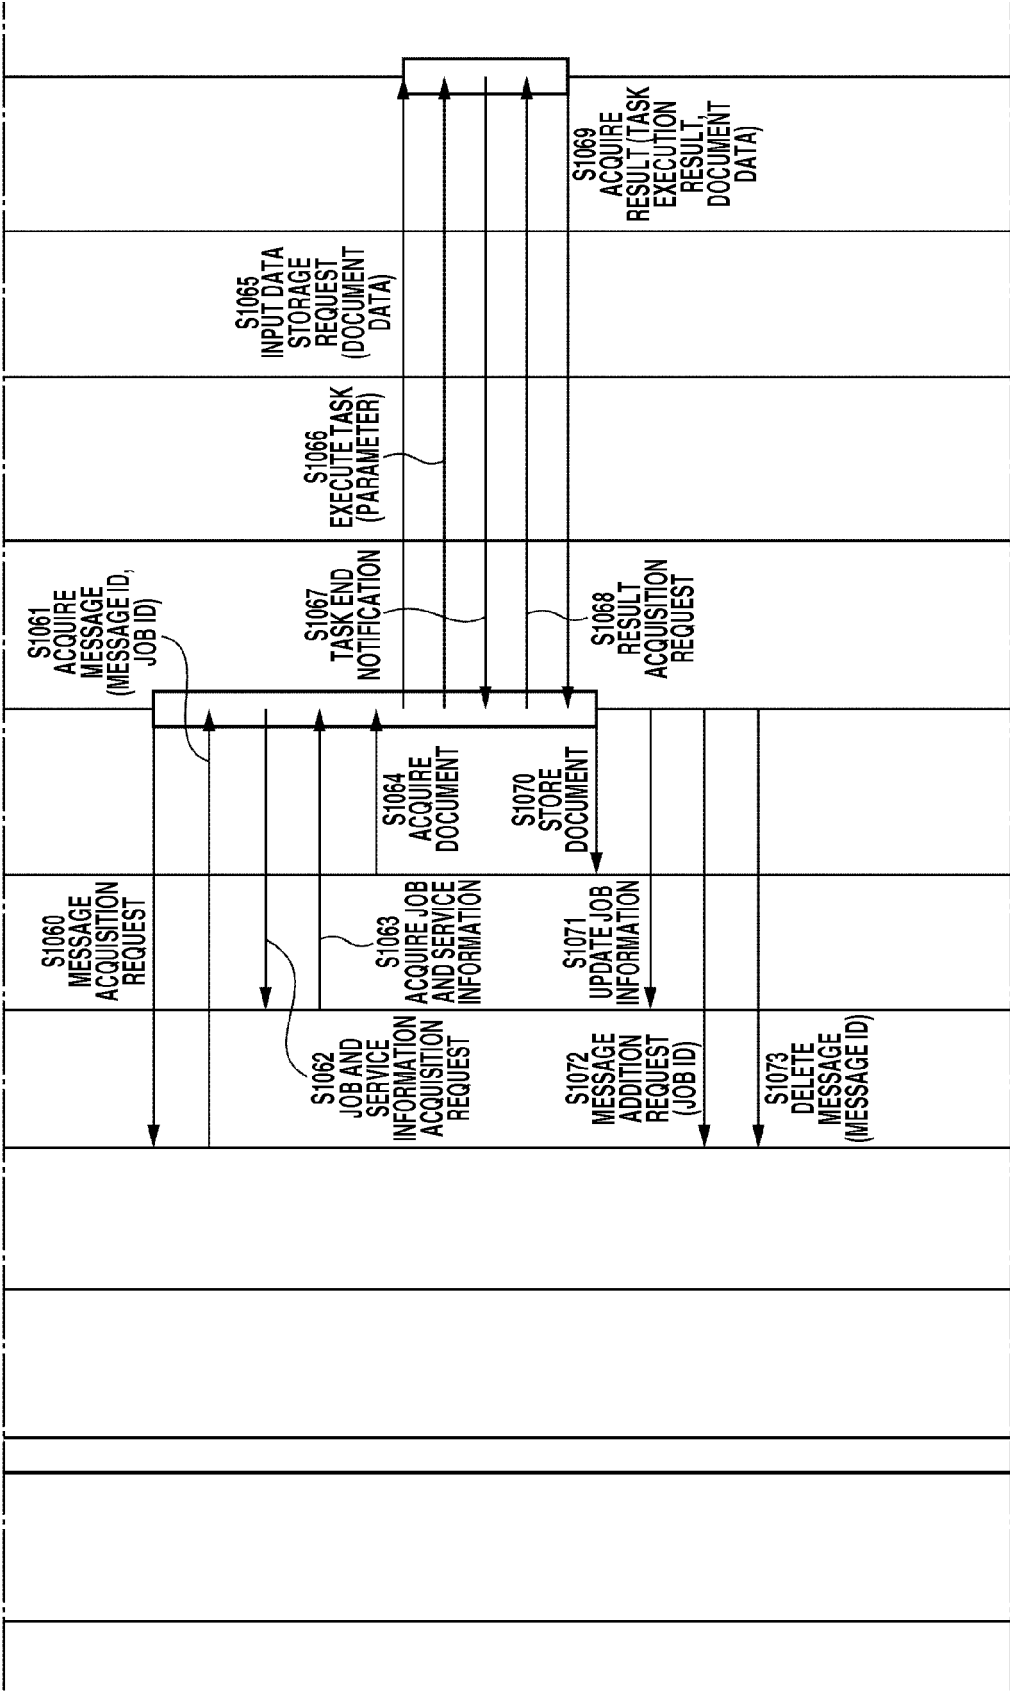 S1060
MESSAGE
ACQUISITION
REQUEST
S1061
ACQUIRE
MESSAGE
(MESSAGE ID,
JOB ID)
S1062
JOB AND
SERVICE
INFORMATION
ACQUISITION
REQUEST
S1063
ACQUIRE JOB
AND SERVICE
INFORMATION
S1064
ACQUIRE
DOCUMENT
S1065
INPUT DATA
STORAGE
REQUEST
(DOCUMENT
DATA)
S1066
EXECUTE TASK
(PARAMETER)
S1067
TASK END
NOTIFICATION
S1068
RESULT
ACQUISITION
REQUEST
S1069
ACQUIRE
RESULT (TASK
EXECUTION
RESULT,
DOCUMENT
DATA)
S1070
STORE
DOCUMENT
S1071
UPDATE JOB
INFORMATION
S1072
MESSAGE
ADDITION
REQUEST
(JOB ID)
S1073
DELETE
MESSAGE
(MESSAGE ID)